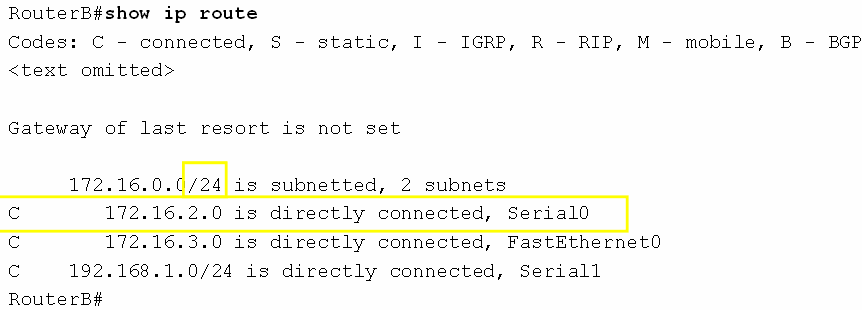 RouterB#show ip route
Codes: C - connected, S - static, I - IGRP, R - RIP, M - mobile, B - BGP
<text omitted>
Gateway of last resort is not set
172.16.0.0/24 is subnetted, 2 subnets
C 172.16.2.0 is directly connected, Serial0
C 172.16.3.0 is directly connected, FastEthernet0
C 192.168.1.0/24 is directly connected, Serial1
RouterB#